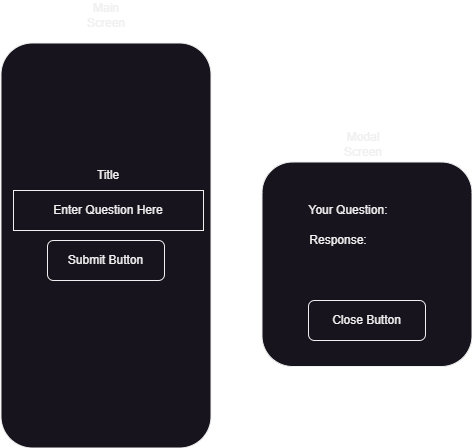 Main
Screen
Title
Enter Question Here
Submit Button
Modal
Screen
Your Question:
Response:
Close Button